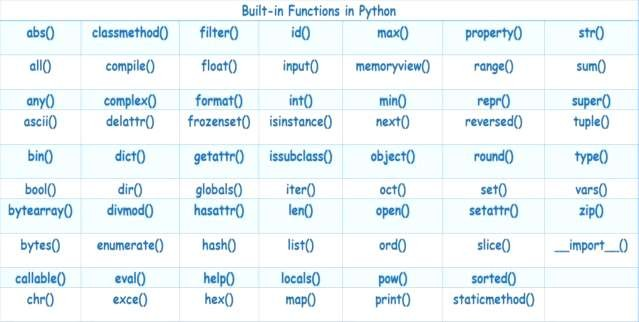 Built-in Functions in Python
abs() classmethod() filter() id() max() property() str()
all() compile() float() input() memoryview() range() sum()
any() complex() format() int() min() repr() super()
ascii() delattr() frozenset() isinstance() next() reversed() tuple()
bin() dict() getattr() issubclass() object() round() type()
bool() dir() globals() iter() oct() set() vars()
bytearray() divmod() hasattr() len() open() setattr() zip()
bytes() enumerate() hash() list() ord() slice() __import__()
callable() eval() help() locals() pow() sorted()
chr() exce() hex() map() print() staticmethod()